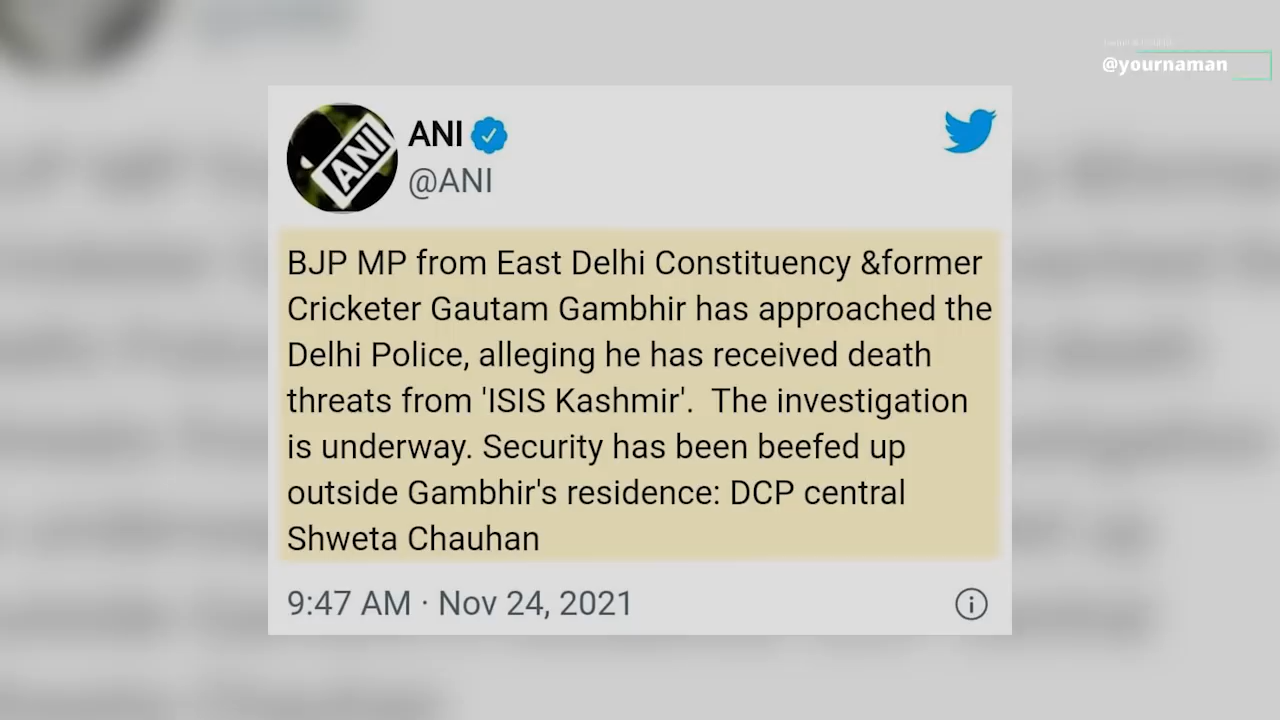 @yournaman
ANI
ANI
@ANI
BJP MP from East Delhi Constituency &former
Cricketer Gautam Gambhir has approached the
Delhi Police, alleging he has received death
threats from 'ISIS Kashmir'.  The investigation
is underway. Security has been beefed up
outside Gambhir's residence: DCP central
Shweta Chauhan
9:47 AM · Nov 24, 2021